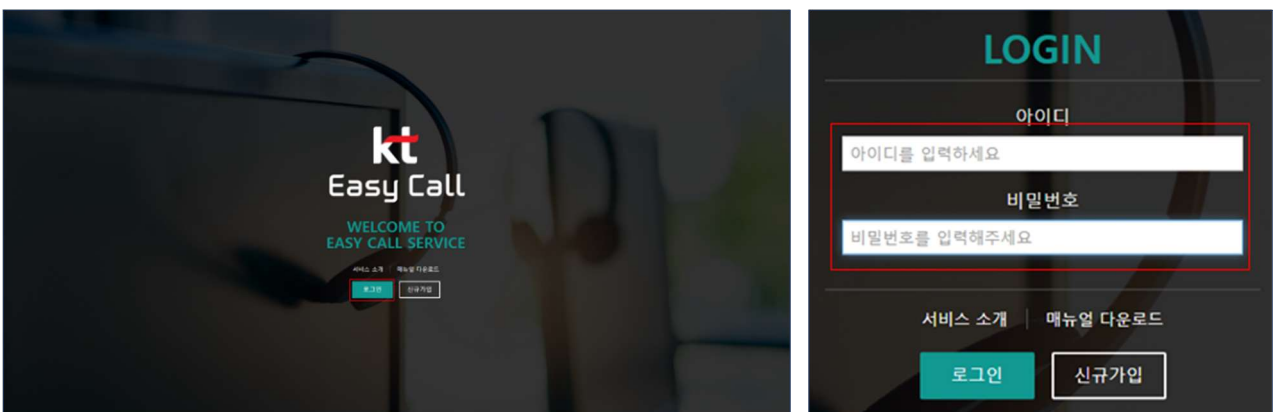 kt
Easy Call
WELCOME TO
EASY CALL SERVICE
서비스 소개 | 매뉴얼 다운로드
로그인 신규가입
LOGIN
아이디
아이디를 입력하세요
비밀번호
비밀번호를 입력해주세요
서비스 소개 | 매뉴얼 다운로드
로그인 신규가입